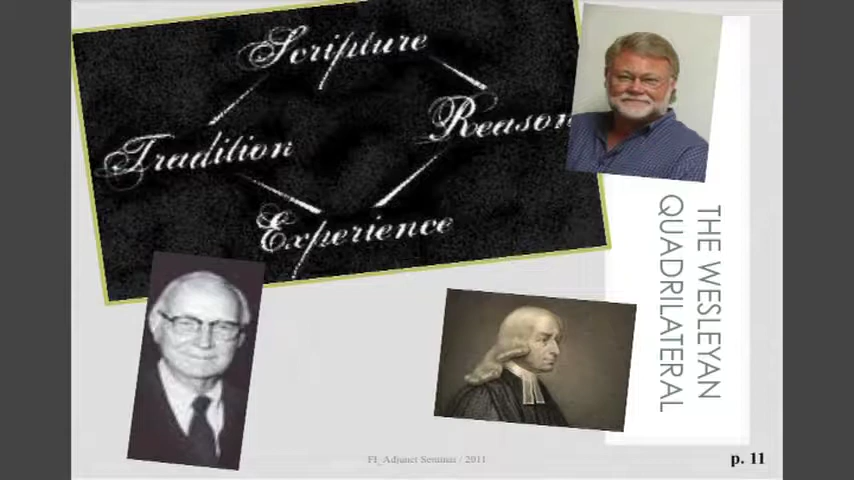 Scripture
Reason
Tradition
Experience
THE WESLEYAN
QUADRILATERAL
FI_Adjunct Seminar / 2011
p. 11